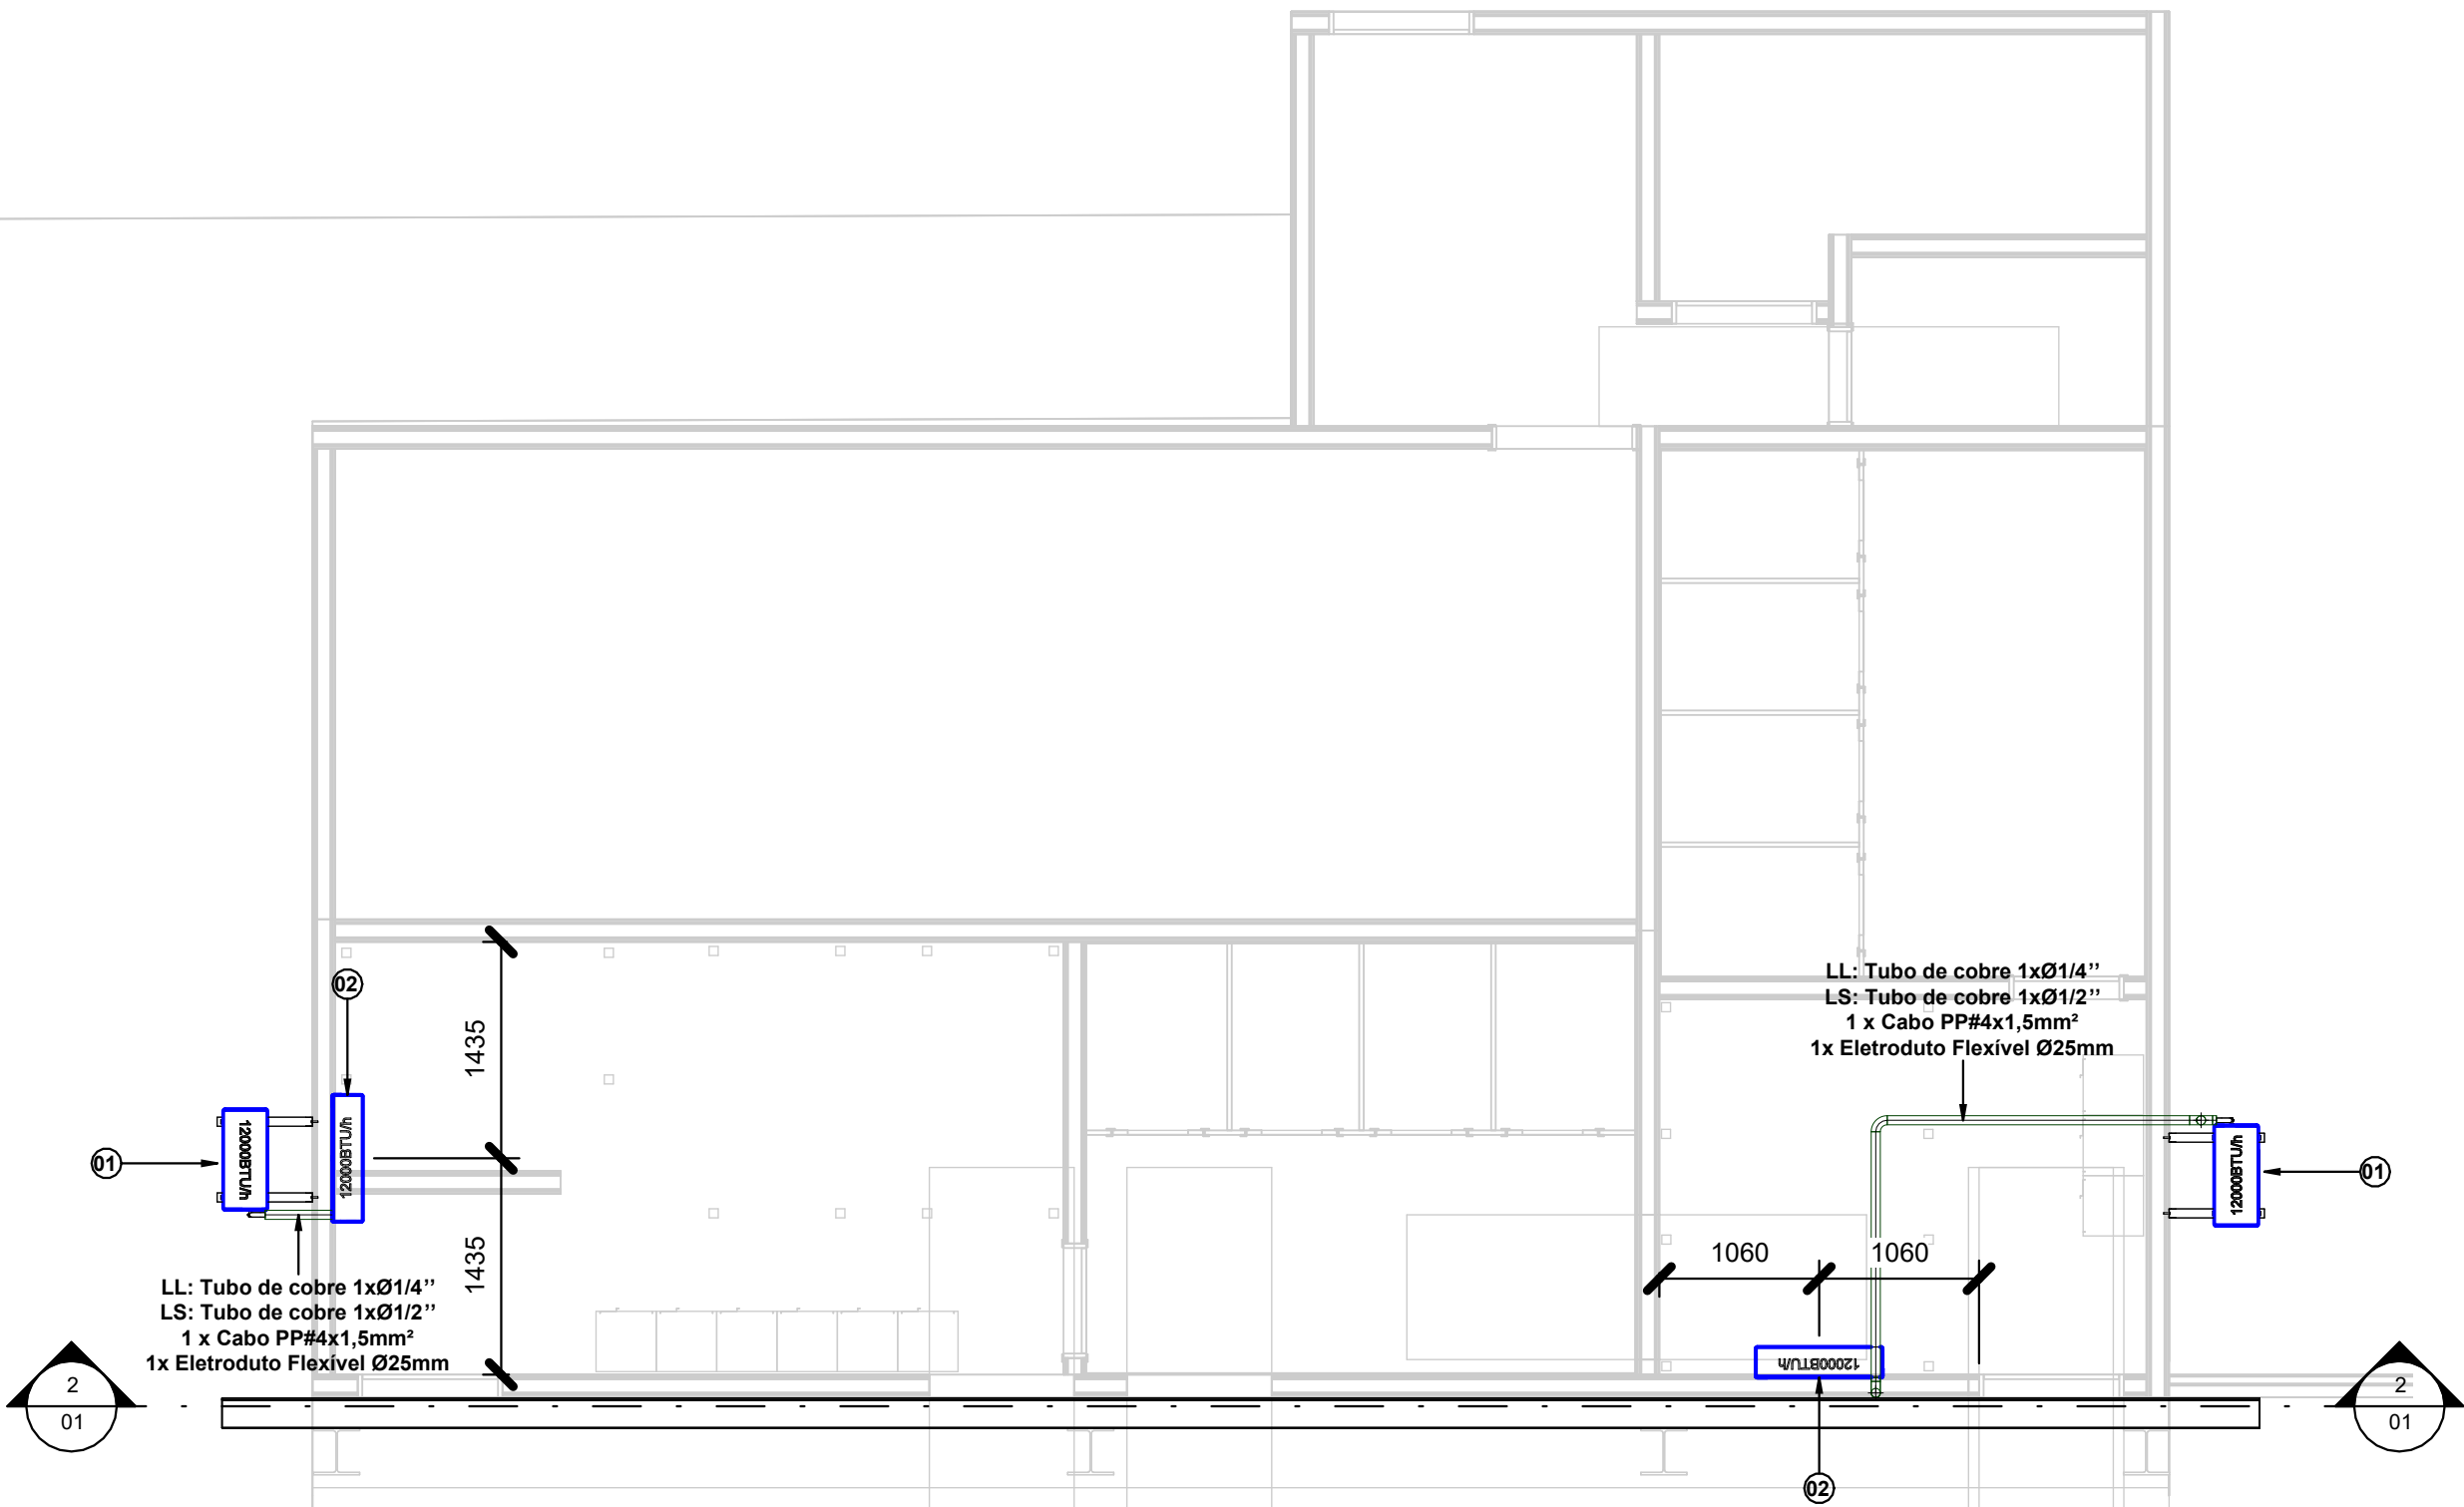 LL: Tubo de cobre 1xØ1/4’’
LS: Tubo de cobre 1xØ1/2’’
1 x Cabo PP#4x1,5mm²
1x Eletroduto Flexível Ø25mm
02
1435
12000BTU/h
12000BTU/h
01
12000BTU/h
01
1435
1060
1060
LL: Tubo de cobre 1xØ1/4’’
LS: Tubo de cobre 1xØ1/2’’
1 x Cabo PP#4x1,5mm²
1x Eletroduto Flexível Ø25mm
12000BTU/h
2
01
2
01
02